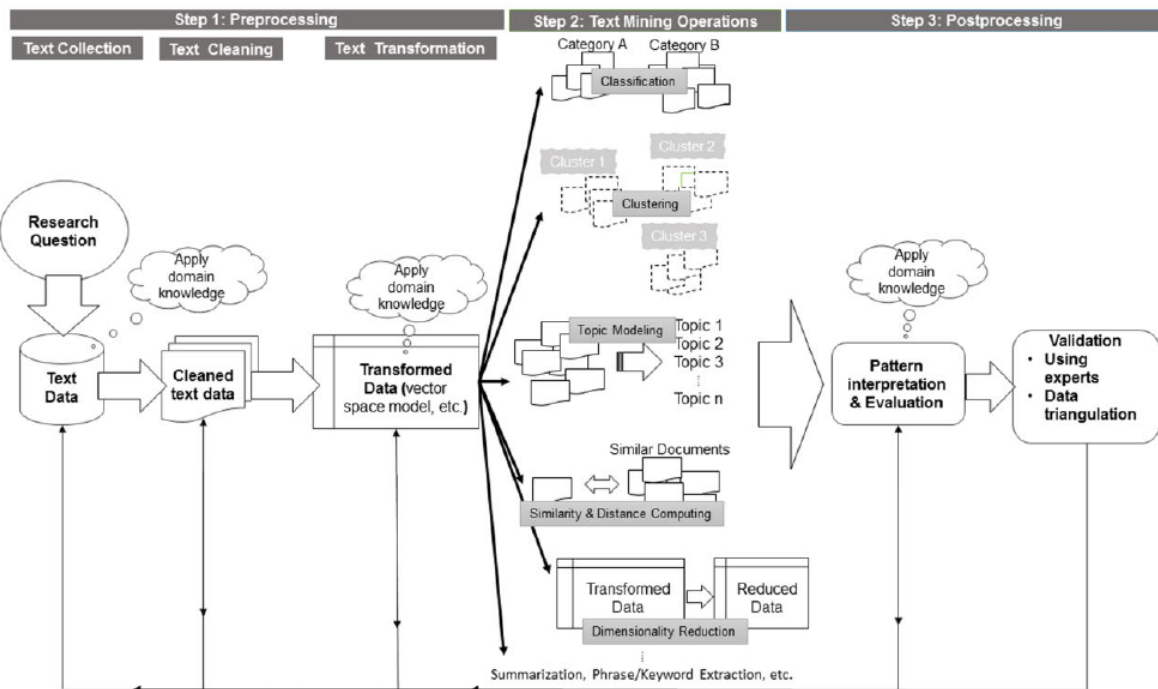 Step 1: Preprocessing
Step 2: Text Mining Operations
Step 3: Postprocessing
Text Collection
Text Cleaning
Text Transformation
Category A
Category B
Classification
Cluster 1
Cluster 2
Clustering
Cluster 3
Research
Question
Apply
domain
knowledge
Apply
domain
knowledge
Apply
domain
knowledge
Text
Data
Cleaned
text data
Transformed
Data (vector
space model, etc.)
Topic Modeling
Topic 1
Topic 2
Topic 3
Topic n
Pattern
interpretation
& Evaluation
Validation
• Using
experts
• Data
triangulation
Similar Documents
Similarity & Distance Computing
Transformed
Data
Reduced
Data
Dimensionality Reduction
Summarization, Phrase/Keyword Extraction, etc.